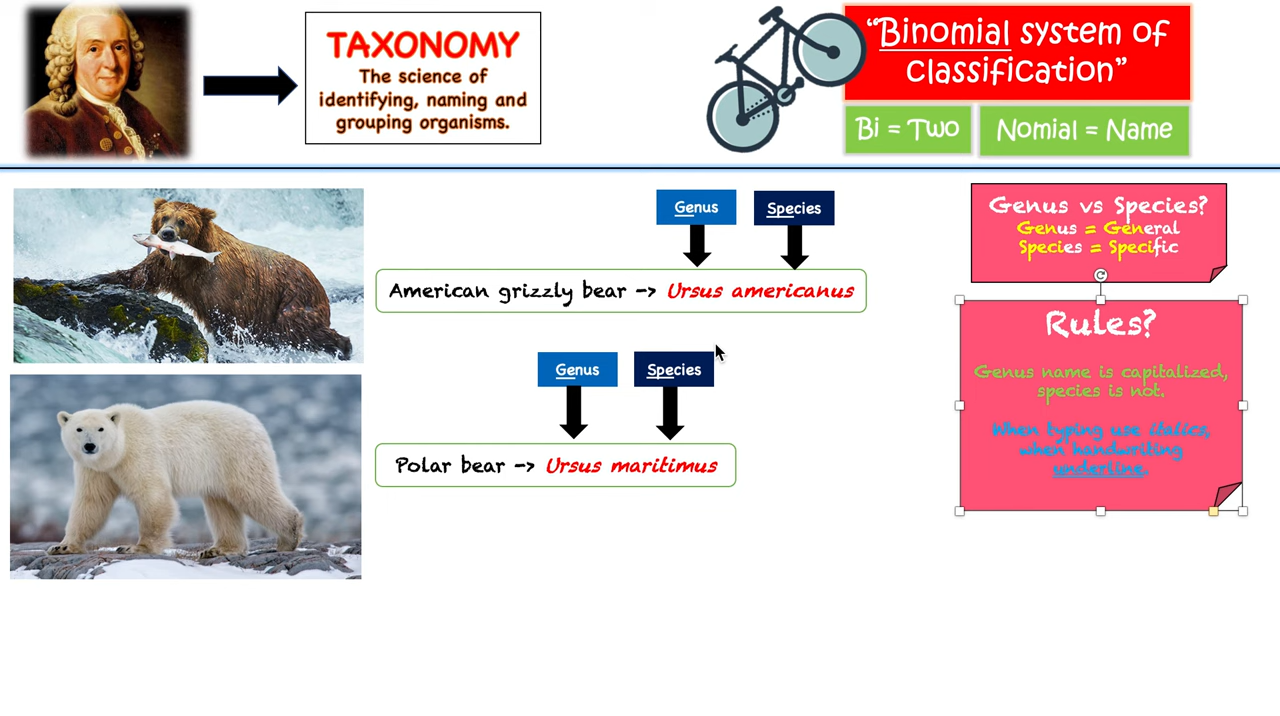 TAXONOMY
The science of
identifying, naming and
grouping organisms.
“Binomial system of
classification”
Bi = Two
Nomial = Name
Genus
Species
American grizzly bear -> Ursus americanus
Genus
Species
Polar bear -> Ursus maritimus
Genus vs Species?
Genus = General
Species = Specific
Rules?
Genus name is capitalized,
species is not.
When typing use italics,
when handwriting
underline.